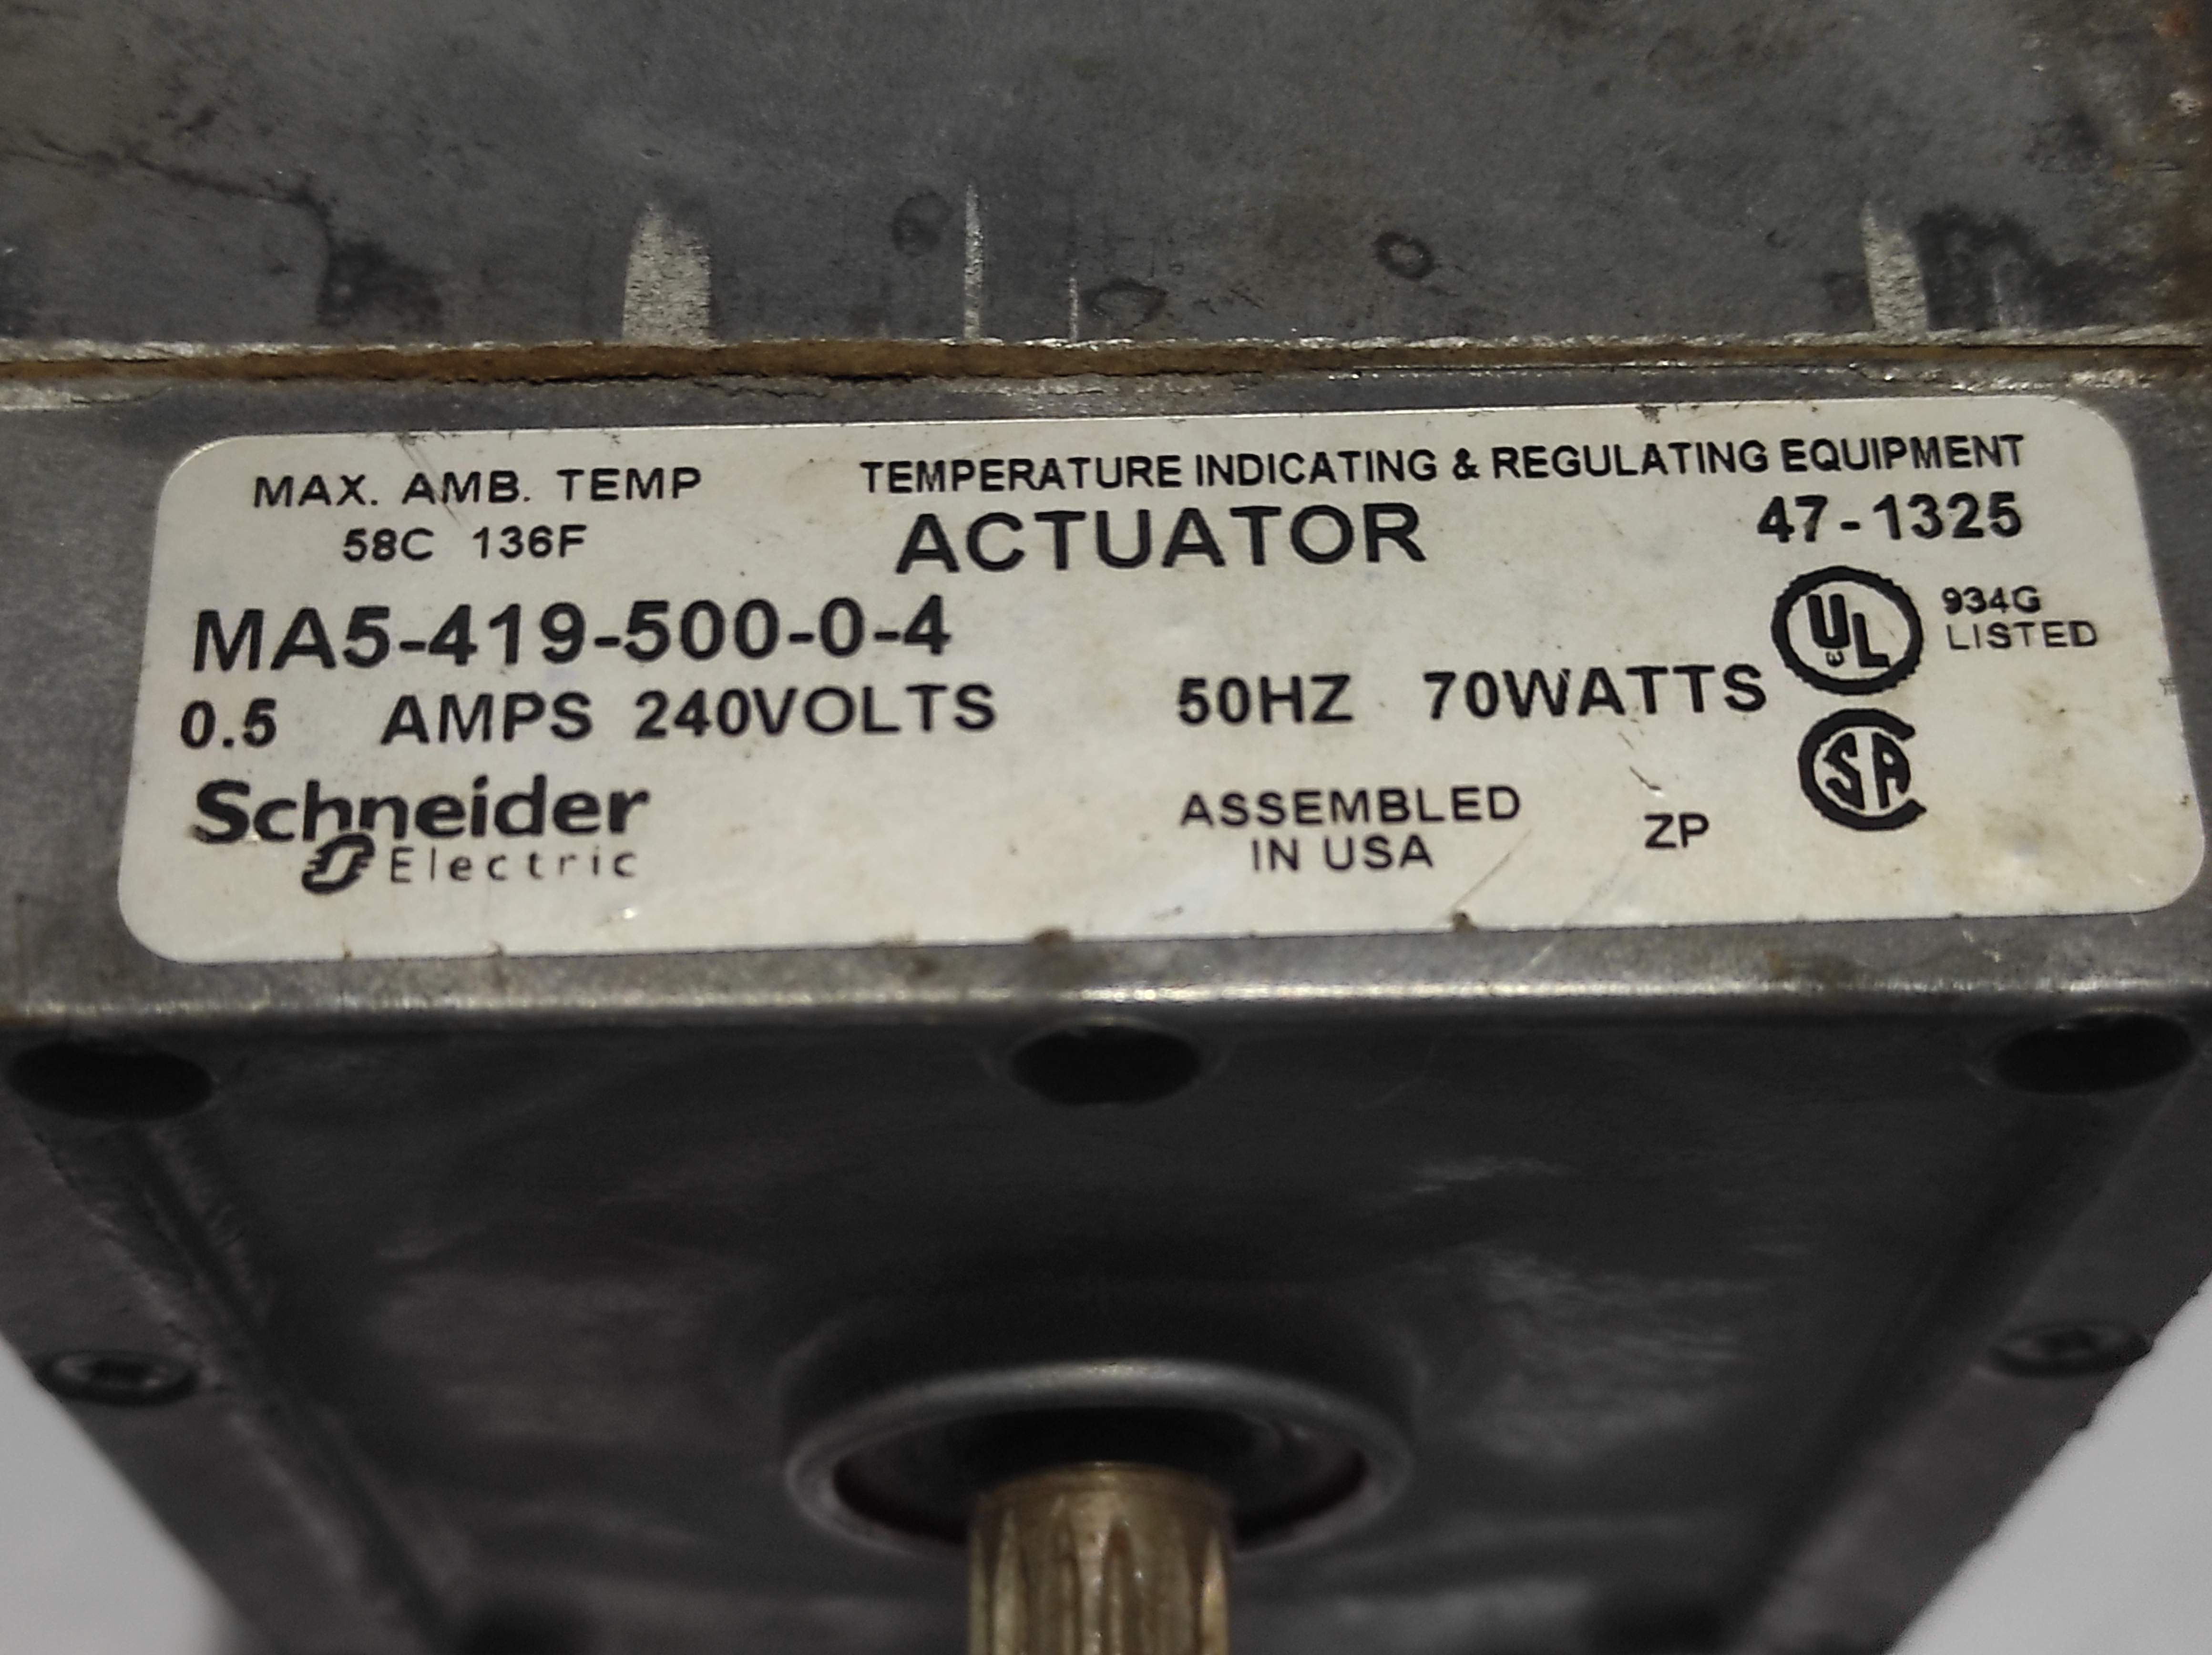 MAX. AMB. TEMP
58C 136F
TEMPERATURE INDICATING & REGULATING EQUIPMENT
ACTUATOR
47-1325
MA5-419-500-0-4
UL
934G
LISTED
0.5 AMPS 240VOLTS 50HZ 70WATTS
Schneider
Electric
ASSEMBLED
IN USA
ZP
SA